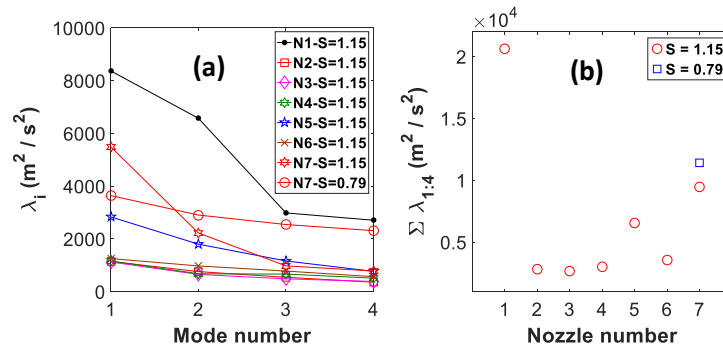 (a)
λi (m² / s²)
10000
8000
6000
4000
2000
0
1 2 3 4
Mode number
N1-S=1.15
N2-S=1.15
N3-S=1.15
N4-S=1.15
N5-S=1.15
N6-S=1.15
N7-S=1.15
N7-S=0.79
(b)
× 10⁴
Σ λ1:4 (m² / s²)
2
1.5
1
0.5
1 2 3 4 5 6 7
Nozzle number
S = 1.15
S = 0.79